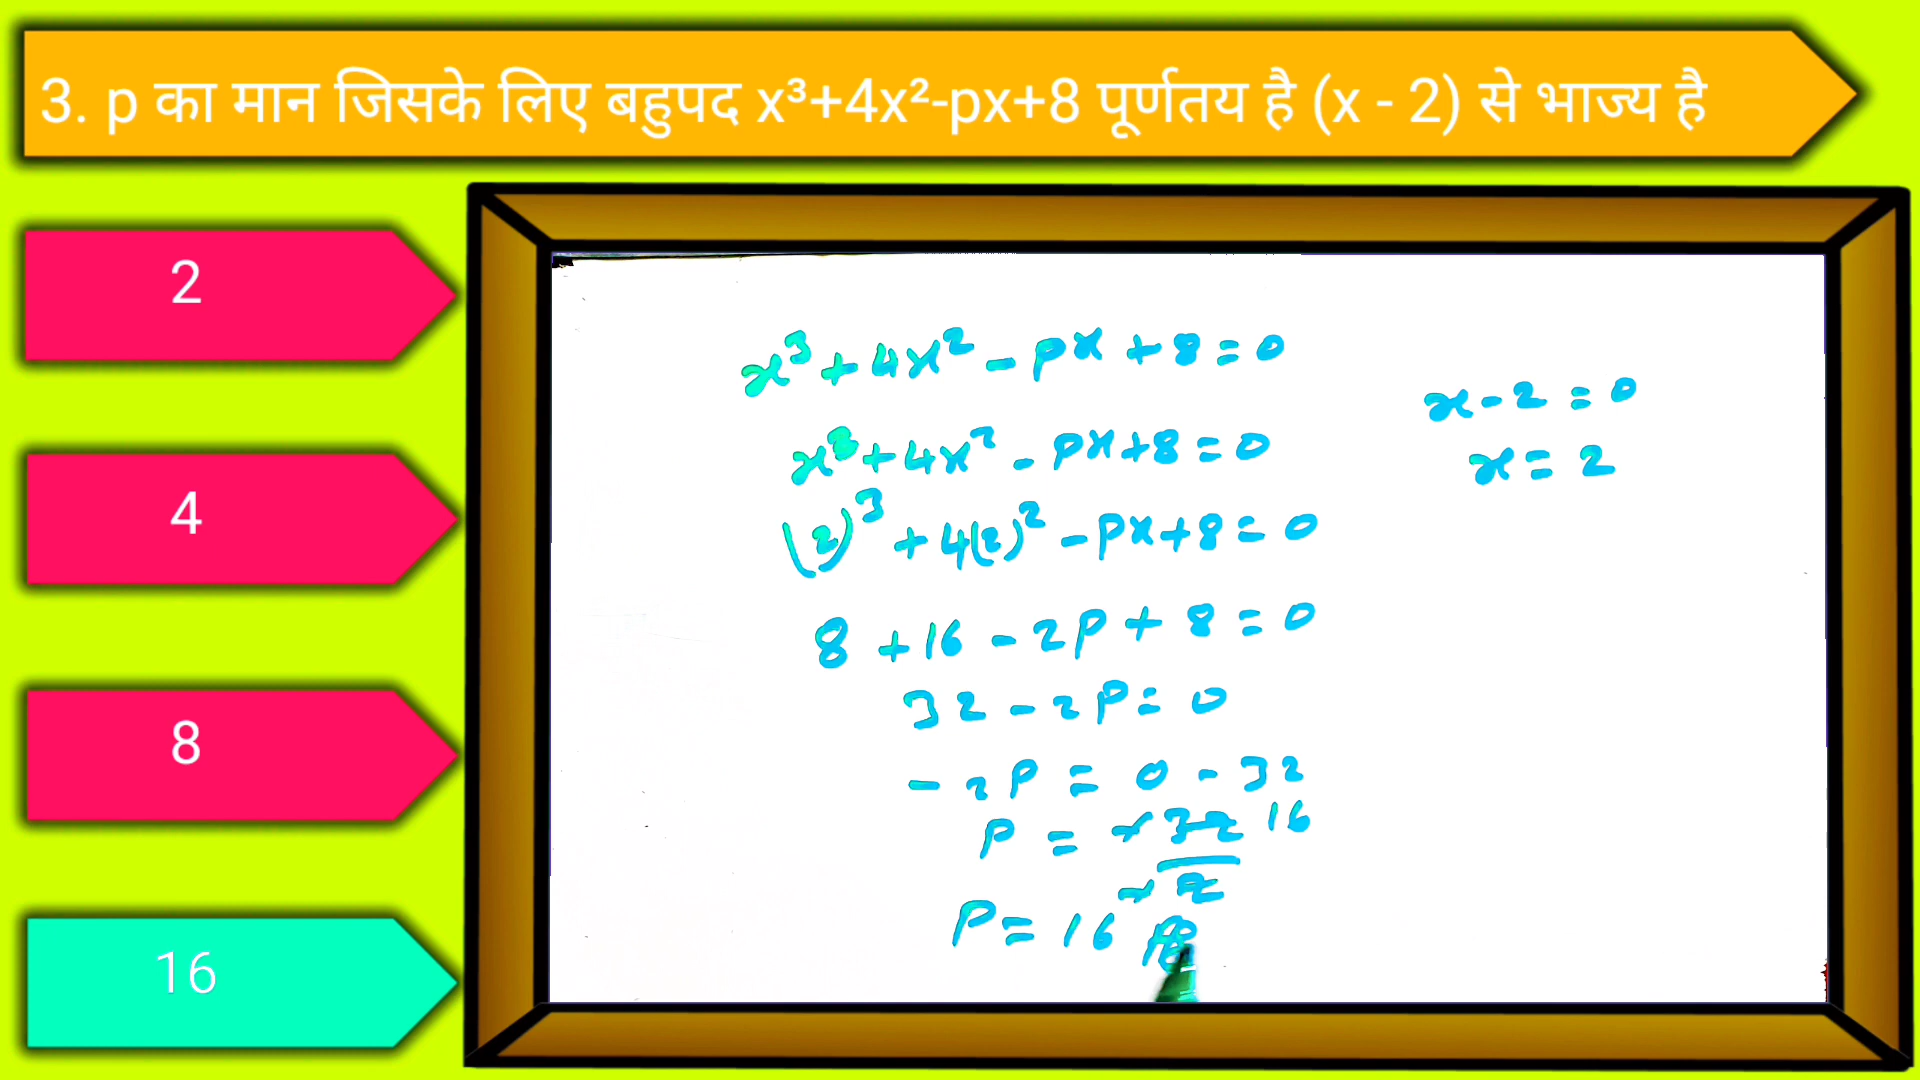 3. p का मान जिसके लिए बहुपद x³+4x²-px+8 पूर्णतय है (x - 2) से भाज्य है
2
4
8
16
x³ + 4x² - px + 8 = 0
x³ + 4x² - px + 8 = 0
(2)³ + 4(2)² - px + 8 = 0
8 + 16 - 2p + 8 = 0
32 - 2p = 0
- 2p = 0 - 32
p = -32 16
-2
p = 16
x - 2 = 0
x = 2